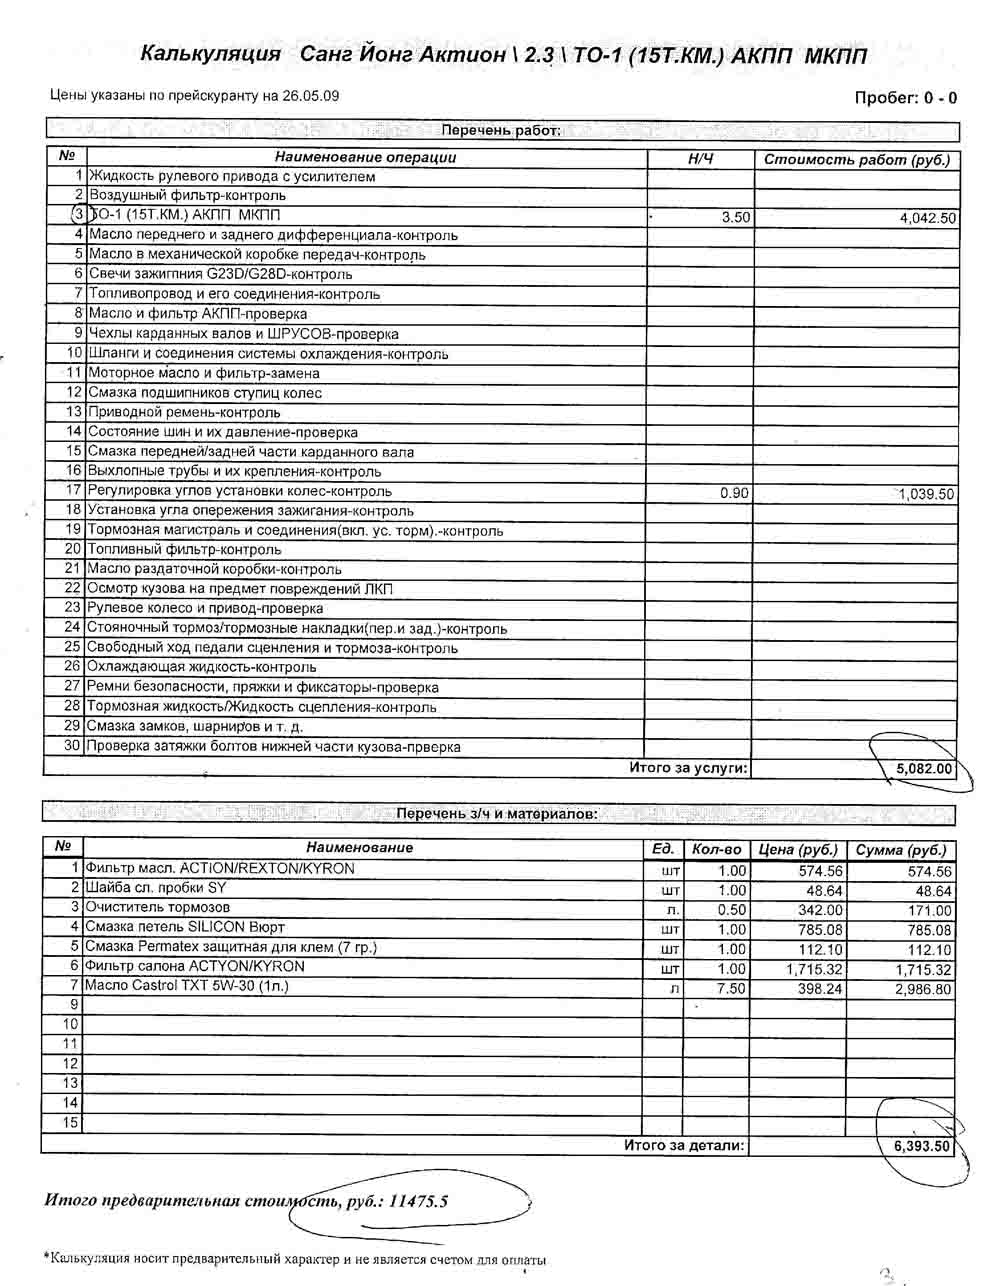 Калькуляция Санг Йонг Актион \ 2.3 \ ТО-1 (15Т.КМ.) АКПП МКПП
Цены указаны по прейскуранту на 26.05.09 Пробег: 0 - 0
Перечень работ:
№ Наименование операции Н/Ч Стоимость работ (руб.)
1 Жидкость рулевого привода с усилителем
2 Воздушный фильтр-контроль
3 ТО-1 (15Т.КМ.) АКПП МКПП 3.50 4,042.50
4 Масло переднего и заднего дифференциала-контроль
5 Масло в механической коробке передач-контроль
6 Свечи зажигпния G23D/G28D-контроль
7 Топливопровод и его соединения-контроль
8 Масло и фильтр АКПП-проверка
9 Чехлы карданных валов и ШРУСОВ-проверка
10 Шланги и соединения системы охлаждения-контроль
11 Моторное масло и фильтр-замена
12 Смазка подшипников ступиц колес
13 Приводной ремень-контроль
14 Состояние шин и их давление-проверка
15 Смазка передней/задней части карданного вала
16 Выхлопные трубы и их крепления-контроль
17 Регулировка углов установки колес-контроль 0.90 1,039.50
18 Установка угла опережения зажигания-контроль
19 Тормозная магистраль и соединения(вкл. ус. торм).-контроль
20 Топливный фильтр-контроль
21 Масло раздаточной коробки-контроль
22 Осмотр кузова на предмет повреждений ЛКП
23 Рулевое колесо и привод-проверка
24 Стояночный тормоз/тормозные накладки(пер.и зад.)-контроль
25 Свободный ход педали сценления и тормоза-контроль
26 Охлаждающая жидкость-контроль
27 Ремни безопасности, пряжки и фиксаторы-проверка
28 Тормозная жидкость/Жидкость сцепления-контроль
29 Смазка замков, шарниров и т. д.
30 Проверка затяжки болтов нижней части кузова-прверка
Итого за услуги: 5,082.00
Перечень з/ч и материалов:
№ Наименование Ед. Кол-во Цена (руб.) Сумма (руб.)
1 Фильтр масл. ACTION/REXTON/KYRON шт 1.00 574.56 574.56
2 Шайба сл. пробки SY шт 1.00 48.64 48.64
3 Очиститель тормозов л. 0.50 342.00 171.00
4 Смазка петель SILICON Вюрт шт 1.00 785.08 785.08
5 Смазка Permatex защитная для клем (7 гр.) шт 1.00 112.10 112.10
6 Фильтр салона ACTYON/KYRON шт 1.00 1,715.32 1,715.32
7 Масло Castrol TXT 5W-30 (1л.) л 7.50 398.24 2,986.80
9
10
11
12
13
14
15
Итого за детали: 6,393.50
Итого предварительная стоимость, руб.: 11475.5
*Калькуляция носит предварительный характер и не является счетом для оплаты
3